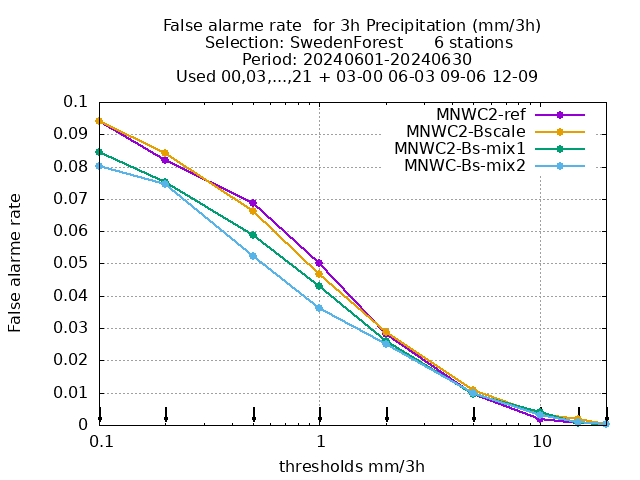 False alarme rate  for 3h Precipitation (mm/3h)
Selection: SwedenForest      6 stations
Period: 20240601-20240630
Used 00,03,...,21 + 03-00 06-03 09-06 12-09
MNWC2-ref
MNWC2-Bscale
MNWC2-Bs-mix1
MNWC-Bs-mix2
False alarme rate
0.1
0.09
0.08
0.07
0.06
0.05
0.04
0.03
0.02
0.01
0
0.1 1 10
thresholds mm/3h